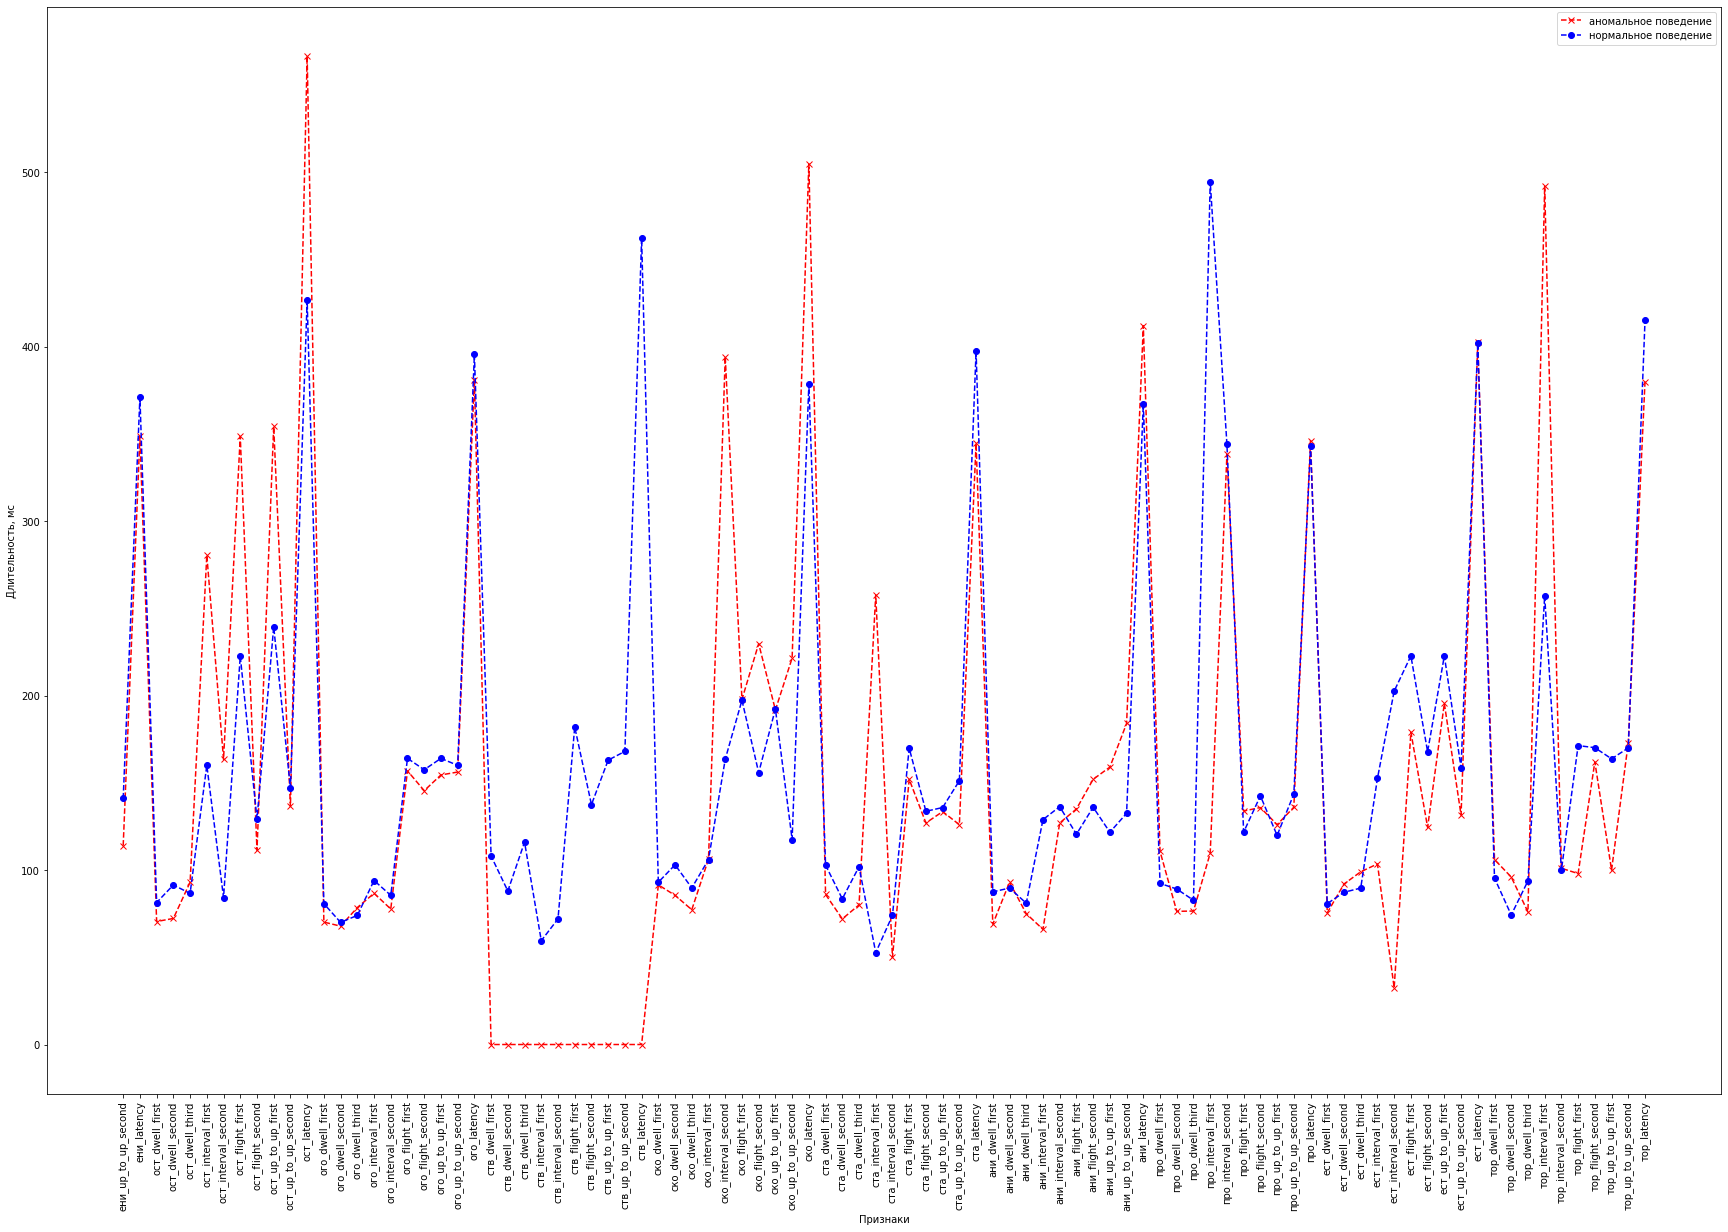 аномальное поведение
нормальное поведение
Длительность, мс
500
400
300
200
100
0
ени_up_to_up_second
ени_latency
ост_dwell_first
ост_dwell_second
ост_dwell_third
ост_interval_first
ост_interval_second
ост_flight_first
ост_flight_second
ост_up_to_up_first
ост_up_to_up_second
ост_latency
ого_dwell_first
ого_dwell_second
ого_dwell_third
ого_interval_first
ого_interval_second
ого_flight_first
ого_flight_second
ого_up_to_up_first
ого_up_to_up_second
ого_latency
ств_dwell_first
ств_dwell_second
ств_dwell_third
ств_interval_first
ств_interval_second
ств_flight_first
ств_flight_second
ств_up_to_up_first
ств_up_to_up_second
ств_latency
ско_dwell_first
ско_dwell_second
ско_dwell_third
ско_interval_first
ско_interval_second
ско_flight_first
ско_flight_second
ско_up_to_up_first
ско_up_to_up_second
ско_latency
ста_dwell_first
ста_dwell_second
ста_dwell_third
ста_interval_first
ста_interval_second
ста_flight_first
ста_flight_second
ста_up_to_up_first
ста_up_to_up_second
ста_latency
ани_dwell_first
ани_dwell_second
ани_dwell_third
ани_interval_first
ани_interval_second
ани_flight_first
ани_flight_second
ани_up_to_up_first
ани_up_to_up_second
ани_latency
про_dwell_first
про_dwell_second
про_dwell_third
про_interval_first
про_interval_second
про_flight_first
про_flight_second
про_up_to_up_first
про_up_to_up_second
про_latency
ест_dwell_first
ест_dwell_second
ест_dwell_third
ест_interval_first
ест_interval_second
ест_flight_first
ест_flight_second
ест_up_to_up_first
ест_up_to_up_second
ест_latency
тор_dwell_first
тор_dwell_second
тор_dwell_third
тор_interval_first
тор_interval_second
тор_flight_first
тор_flight_second
тор_up_to_up_first
тор_up_to_up_second
тор_latency
Признаки